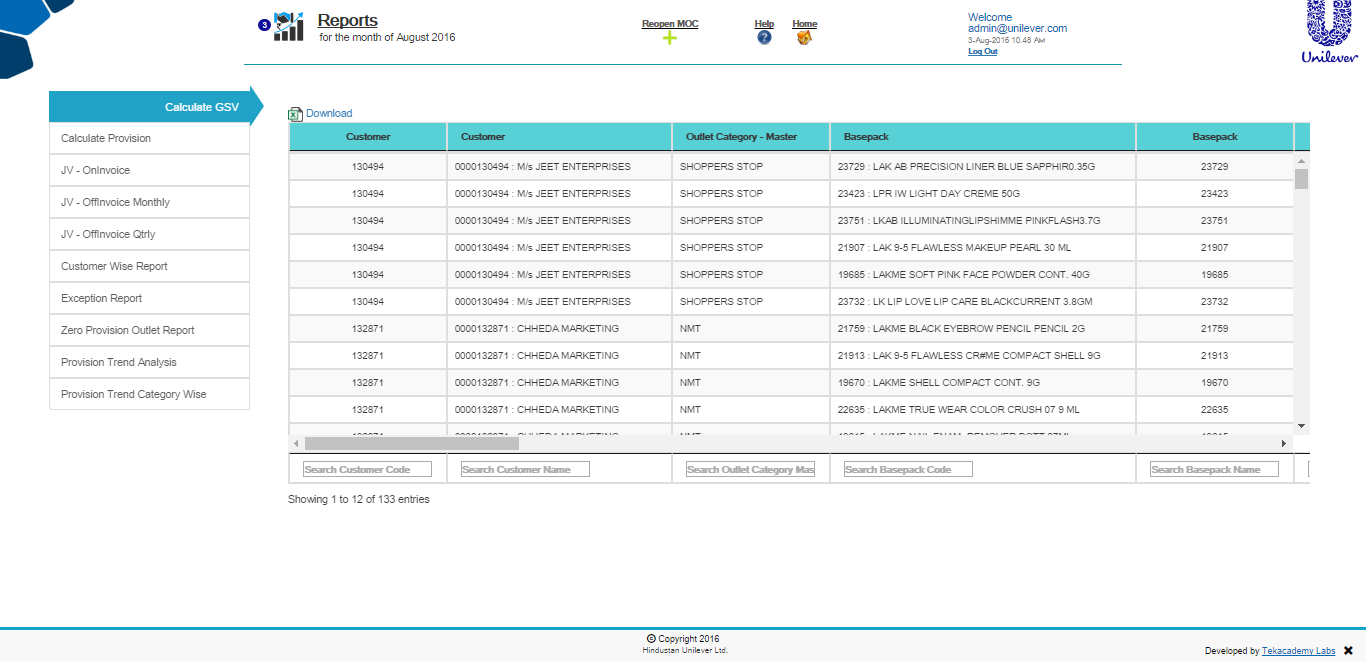 3
Reports
for the month of August 2016
Reopen MOC
Help
Home
Welcome
admin@unilever.com
3-Aug-2016 10.48 AM
Log Out
Unilever
Calculate GSV
Calculate Provision
JV - OnInvoice
JV - OffInvoice Monthly
JV - OffInvoice Qtrly
Customer Wise Report
Exception Report
Zero Provision Outlet Report
Provision Trend Analysis
Provision Trend Category Wise
Download
Customer Customer Outlet Category - Master Basepack Basepack
130494 0000130494 : M/s JEET ENTERPRISES SHOPPERS STOP 23729 : LAK AB PRECISION LINER BLUE SAPPHIR0.35G 23729
130494 0000130494 : M/s JEET ENTERPRISES SHOPPERS STOP 23423 : LPR IW LIGHT DAY CREME 50G 23423
130494 0000130494 : M/s JEET ENTERPRISES SHOPPERS STOP 23751 : LKAB ILLUMINATINGLIPSHIMME PINKFLASH3.7G 23751
130494 0000130494 : M/s JEET ENTERPRISES SHOPPERS STOP 21907 : LAK 9-5 FLAWLESS MAKEUP PEARL 30 ML 21907
130494 0000130494 : M/s JEET ENTERPRISES SHOPPERS STOP 19685 : LAKME SOFT PINK FACE POWDER CONT. 40G 19685
130494 0000130494 : M/s JEET ENTERPRISES SHOPPERS STOP 23732 : LK LIP LOVE LIP CARE BLACKCURRENT 3.8GM 23732
132871 0000132871 : CHHEDA MARKETING NMT 21759 : LAKME BLACK EYEBROW PENCIL PENCIL 2G 21759
132871 0000132871 : CHHEDA MARKETING NMT 21913 : LAK 9-5 FLAWLESS CR#ME COMPACT SHELL 9G 21913
132871 0000132871 : CHHEDA MARKETING NMT 19670 : LAKME SHELL COMPACT CONT. 9G 19670
132871 0000132871 : CHHEDA MARKETING NMT 22635 : LAKME TRUE WEAR COLOR CRUSH 07 9 ML 22635
Search Customer Code Search Customer Name Search Outlet Category Mas Search Basepack Code Search Basepack Name
Showing 1 to 12 of 133 entries
© Copyright 2016
Hindustan Unilever Ltd.
Developed by Tekacademy Labs